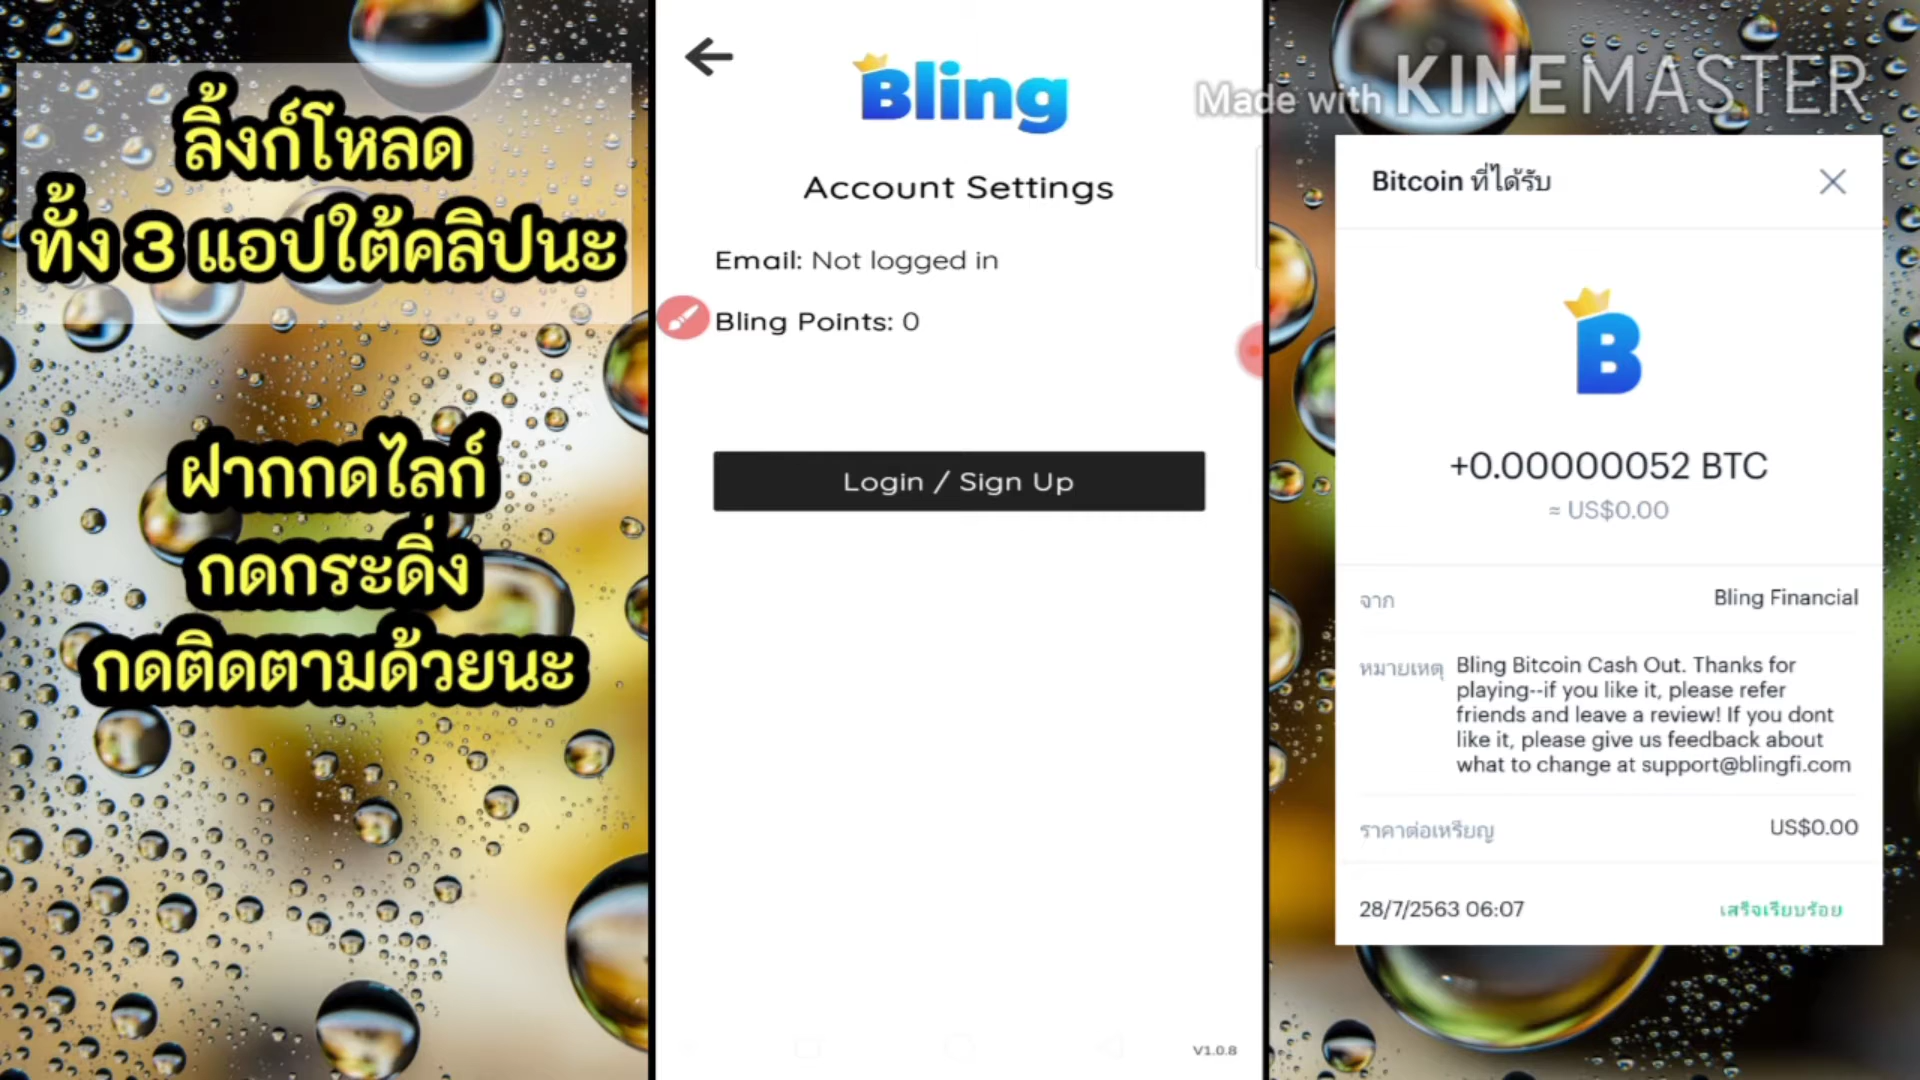 ลิ้งก์โหลด
ทั้ง 3 แอปใต้คลิปนะ
ฝากกดไลก์
กดกระดิ่ง
กดติดตามด้วยนะ
Bling
Account Settings
Email: Not logged in
Bling Points: 0
Login / Sign Up
V1.0.8
Made with KINEMASTER
Bitcoin ที่ได้รับ
B
+0.00000052 BTC
≈ US$0.00
จาก Bling Financial
หมายเหตุ Bling Bitcoin Cash Out. Thanks for
playing--if you like it, please refer
friends and leave a review! If you dont
like it, please give us feedback about
what to change at support@blingfi.com
ราคาต่อเหรียญ US$0.00
28/7/2563 06:07 เสร็จเรียบร้อย